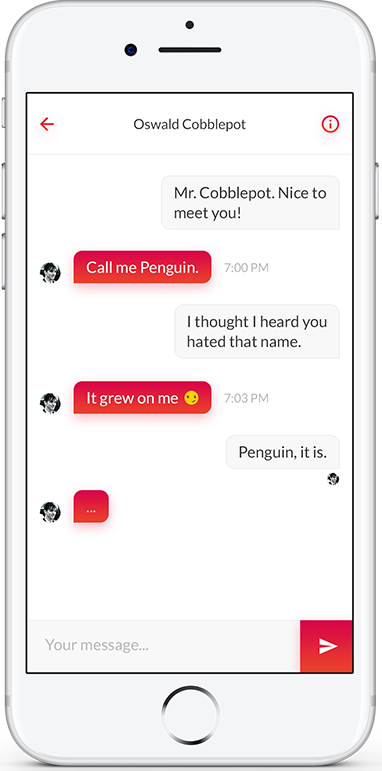 Oswald Cobblepot
Mr. Cobblepot. Nice to
meet you!
Call me Penguin.
7:00 PM
I thought I heard you
hated that name.
It grew on me 😏
7:03 PM
Penguin, it is.
...
Your message...